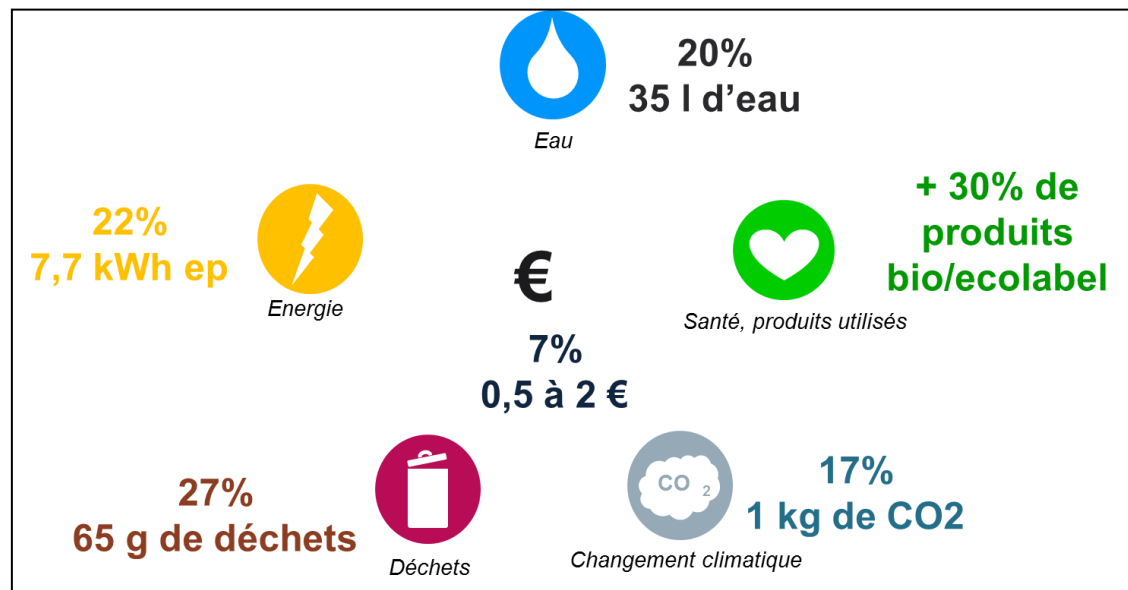 20%
35 l d’eau
Eau
22%
7,7 kWh ep
Energie
+ 30% de
produits
bio/ecolabel
Santé, produits utilisés
€
7%
0,5 à 2 €
27%
65 g de déchets
Déchets
CO 2
Changement climatique
17%
1 kg de CO2